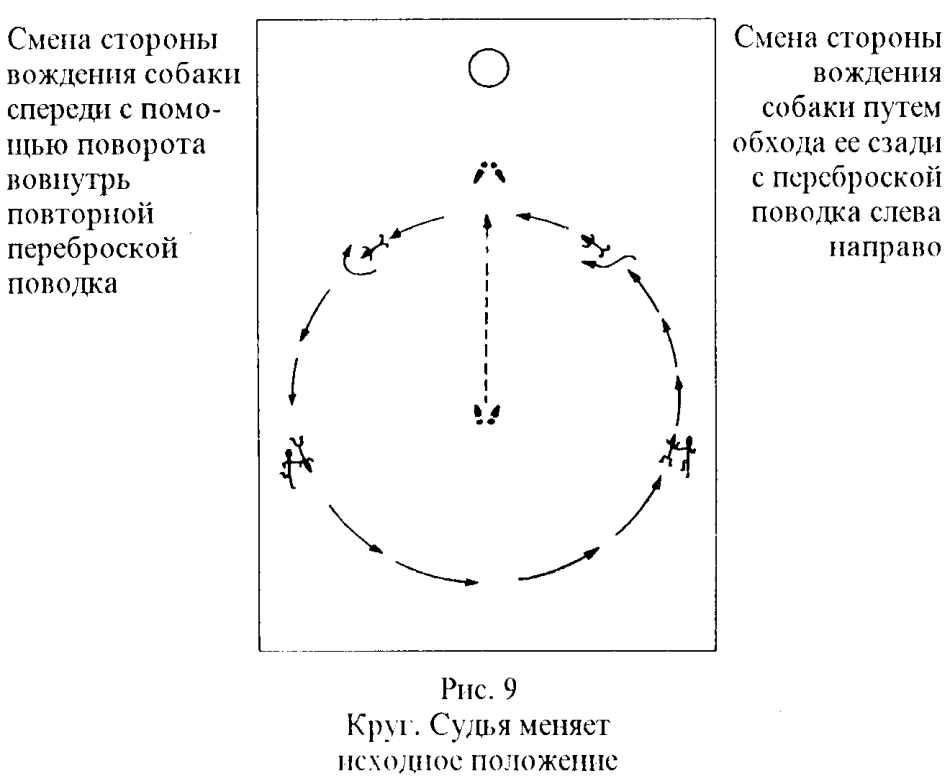 Смена стороны
вождения собаки
спереди с помо-
щью поворота
вовнутрь
повторной
переброской
поводка
Смена стороны
вождения
собаки путем
обхода ее сзади
с переброской
поводка слева
направо
Рис. 9
Круг. Судья меняет
исходное положение